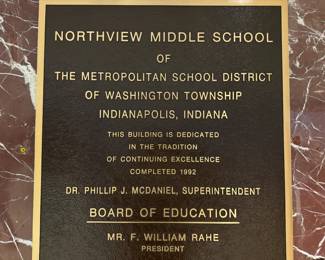 NORTHVIEW MIDDLE SCHOOL
OF
THE METROPOLITAN SCHOOL DISTRICT
OF WASHINGTON TOWNSHIP
INDIANAPOLIS, INDIANA
THIS BUILDING IS DEDICATED
IN THE TRADITION
OF CONTINUING EXCELLENCE
COMPLETED 1992
DR. PHILLIP J. MCDANIEL, SUPERINTENDENT
BOARD OF EDUCATION
MR. F. WILLIAM RAHE
PRESIDENT